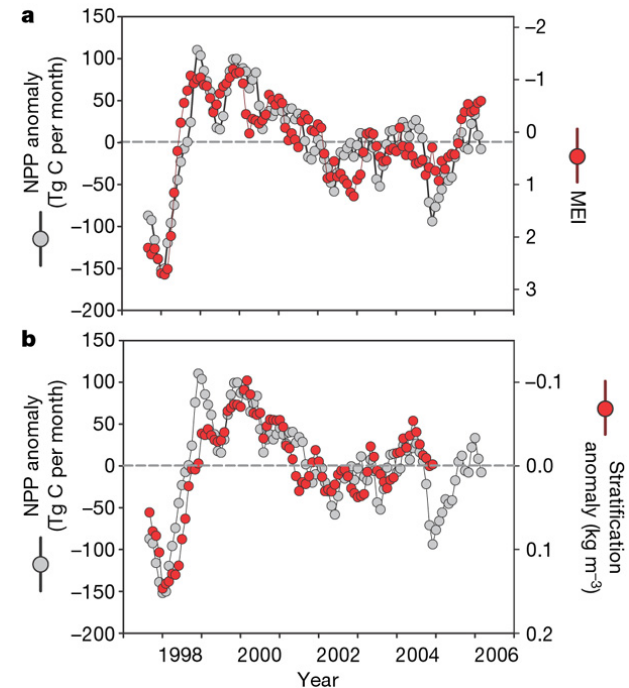 a
150
100
50
0
−50
−100
−150
−200
NPP anomaly
(Tg C per month)
−2
−1
0
1
2
3
MEI
b
150
100
50
0
−50
−100
−150
−200
NPP anomaly
(Tg C per month)
−0.1
0.0
0.1
0.2
Stratification
anomaly (kg m⁻³)
1998 2000 2002 2004 2006
Year